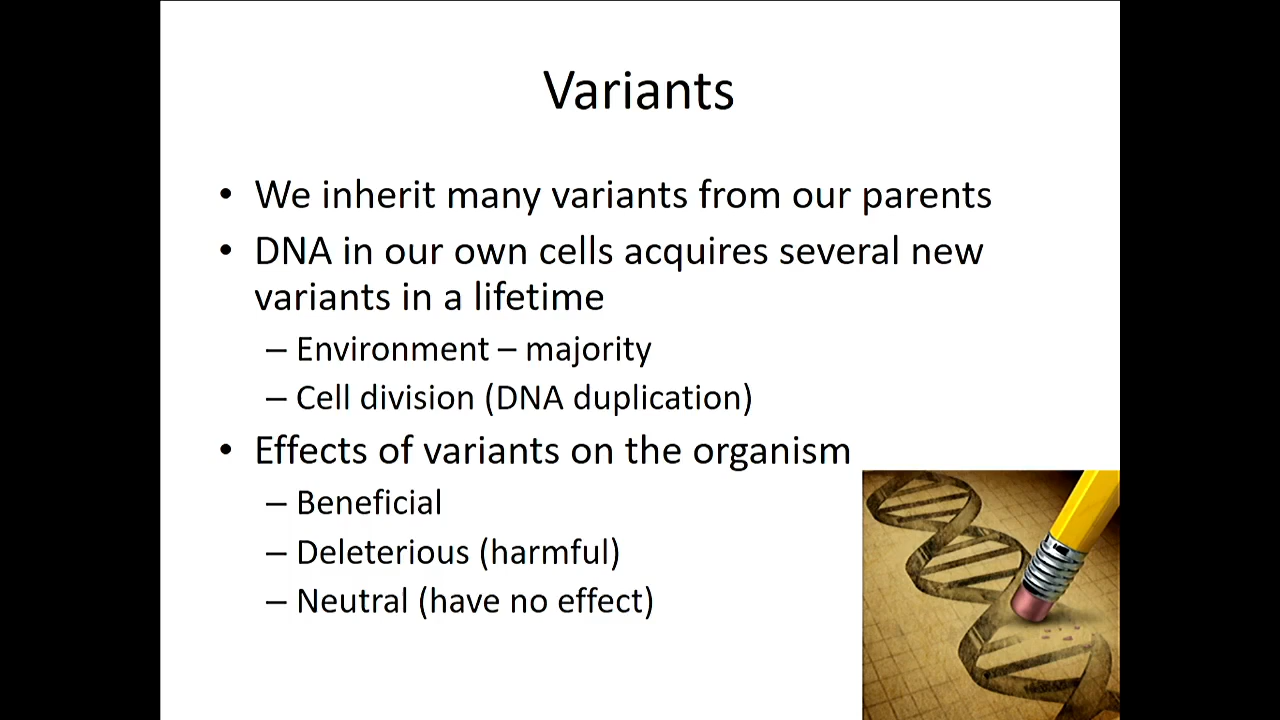 Variants
• We inherit many variants from our parents
• DNA in our own cells acquires several new
variants in a lifetime
– Environment – majority
– Cell division (DNA duplication)
• Effects of variants on the organism
– Beneficial
– Deleterious (harmful)
– Neutral (have no effect)